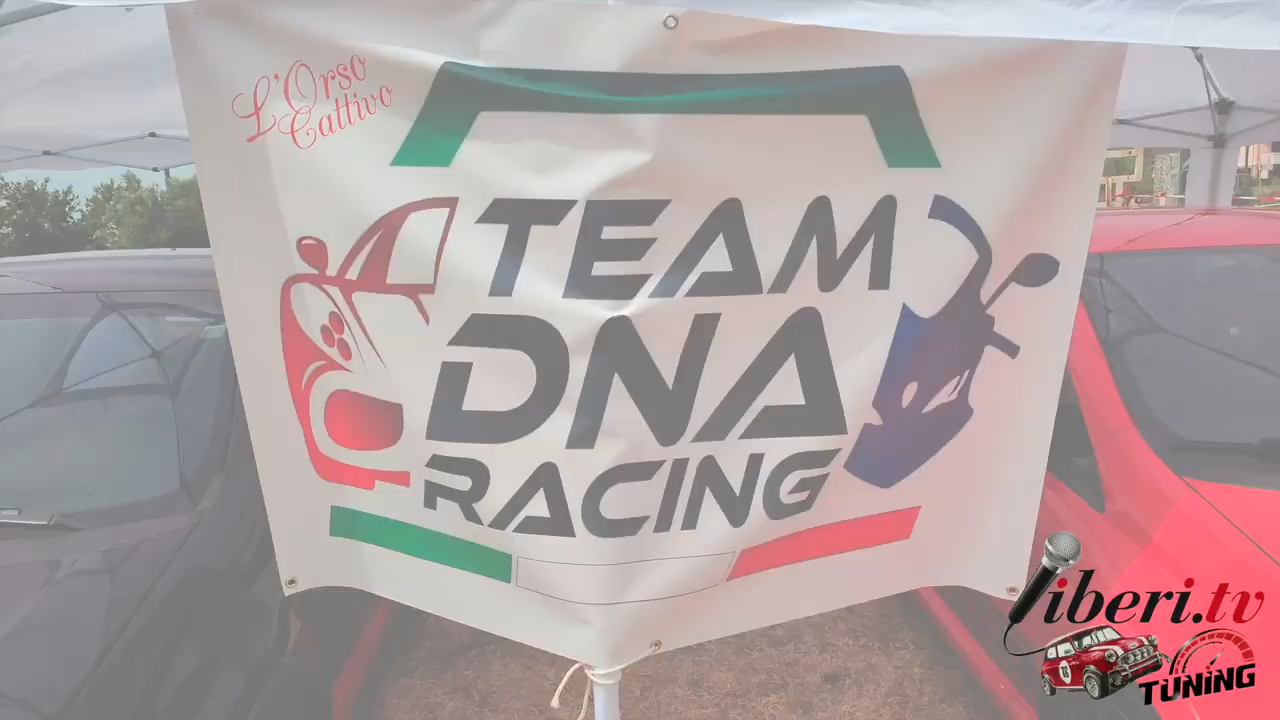 L'Orso
Cattivo
TEAM
DNA
RACING
liberi.tv
TUNING